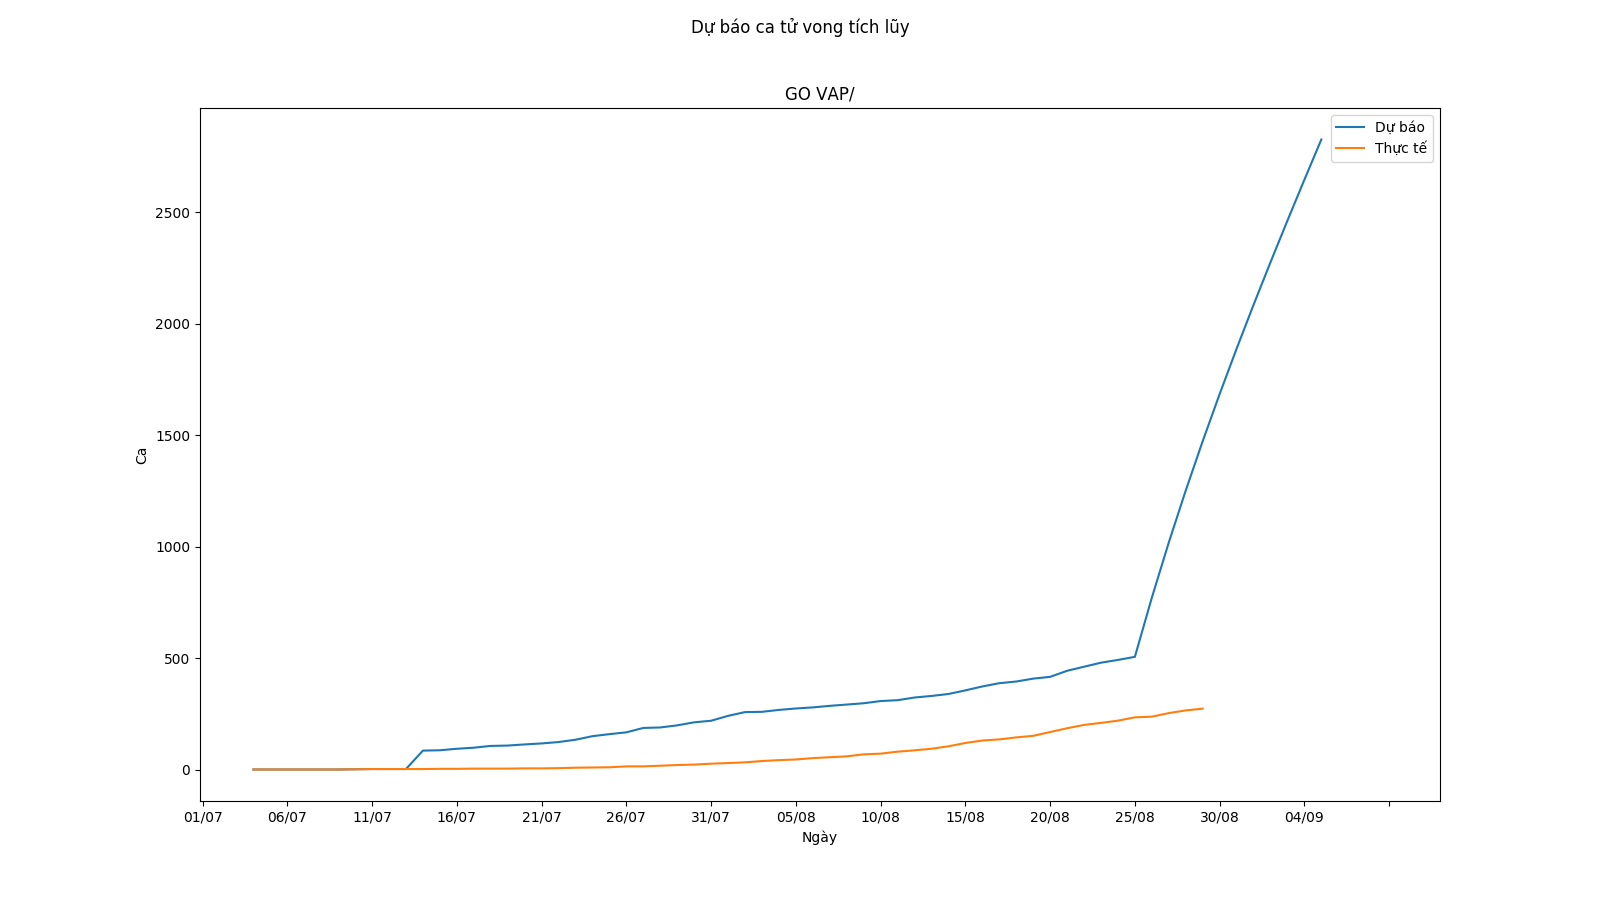 Dự báo ca tử vong tích lũy
GO VAP/
Dự báo
Thực tế
2500
2000
1500
1000
500
0
Ca
01/07 06/07 11/07 16/07 21/07 26/07 31/07 05/08 10/08 15/08 20/08 25/08 30/08 04/09
Ngày